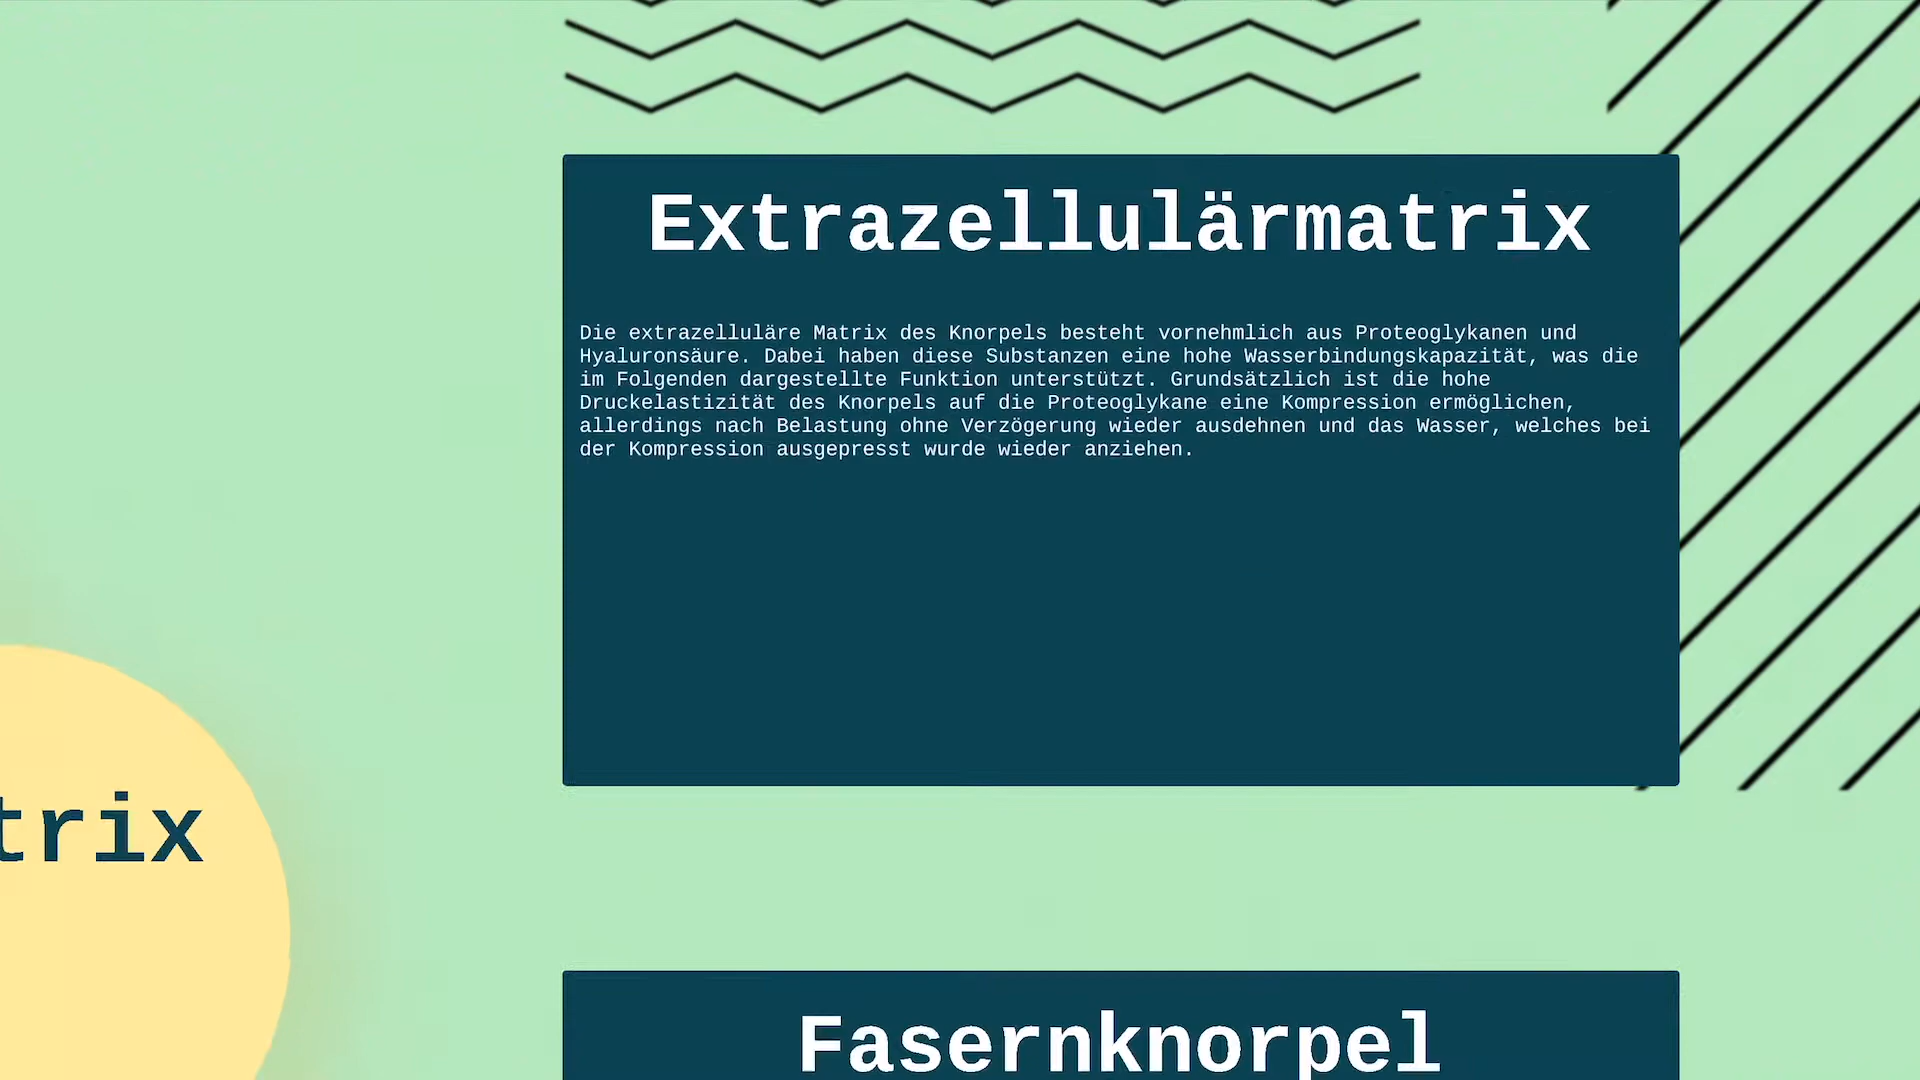 Extrazellulärmatrix
Die extrazelluläre Matrix des Knorpels besteht vornehmlich aus Proteoglykanen und
Hyaluronsäure. Dabei haben diese Substanzen eine hohe Wasserbindungskapazität, was die
im Folgenden dargestellte Funktion unterstützt. Grundsätzlich ist die hohe
Druckelastizität des Knorpels auf die Proteoglykane eine Kompression ermöglichen,
allerdings nach Belastung ohne Verzögerung wieder ausdehnen und das Wasser, welches bei
der Kompression ausgepresst wurde wieder anziehen.
trix
Fasernknorpel